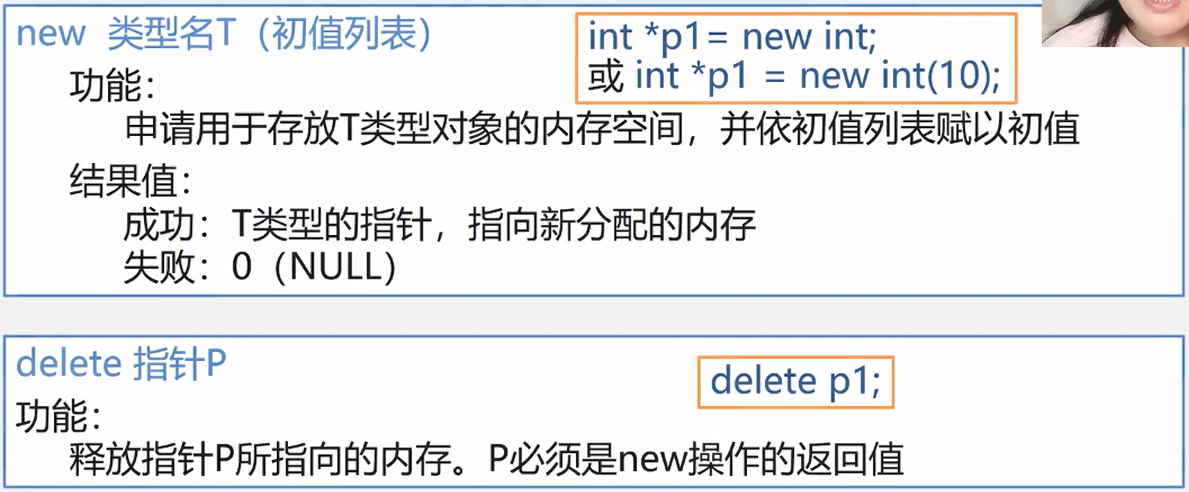 new 类型名T（初值列表）
int *p1= new int;
或 int *p1 = new int(10);
功能：
申请用于存放T类型对象的内存空间，并依初值列表赋以初值
结果值：
成功：T类型的指针，指向新分配的内存
失败：0（NULL）
delete 指针P
delete p1;
功能：
释放指针P所指向的内存。P必须是new操作的返回值